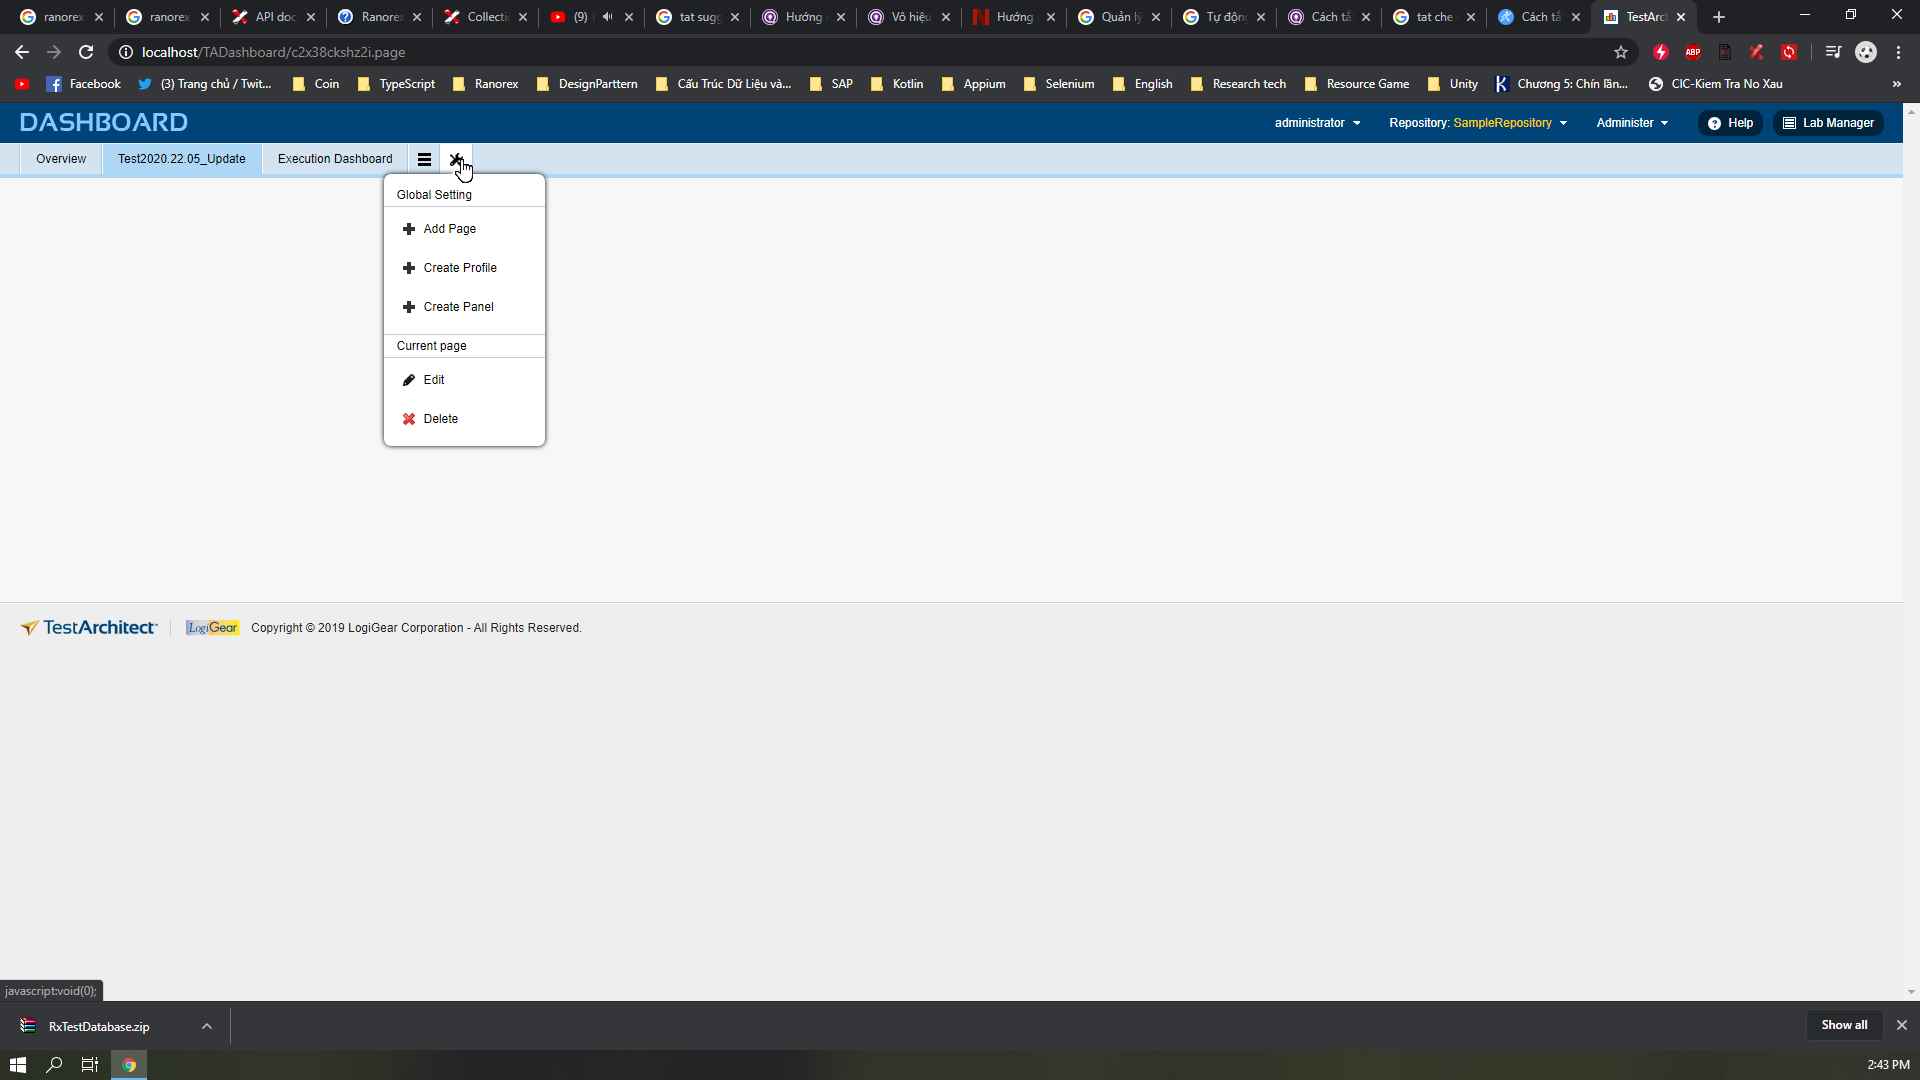 ranorex
ranorex
API doc
Ranorex
Collectio
(9)
tat sugg
Hướng
Vô hiệu
Hướng
Quản lý
Tự độn
Cách tắ
tat che
Cách tắ
TestArch
localhost/TADashboard/c2x38ckshz2i.page
ABP
Facebook
(3) Trang chủ / Twit...
Coin
TypeScript
Ranorex
DesignParttern
Cấu Trúc Dữ Liệu và...
SAP
Kotlin
Appium
Selenium
English
Research tech
Resource Game
Unity
Chương 5: Chín lần...
CIC-Kiem Tra No Xau
»
DASHBOARD
administrator
Repository: SampleRepository
Administer
Help
Lab Manager
Overview
Test2020.22.05_Update
Execution Dashboard
Global Setting
Add Page
Create Profile
Create Panel
Current page
Edit
Delete
TestArchitect
LogiGear
Copyright © 2019 LogiGear Corporation - All Rights Reserved.
javascript:void(0);
RxTestDatabase.zip
Show all
2:43 PM